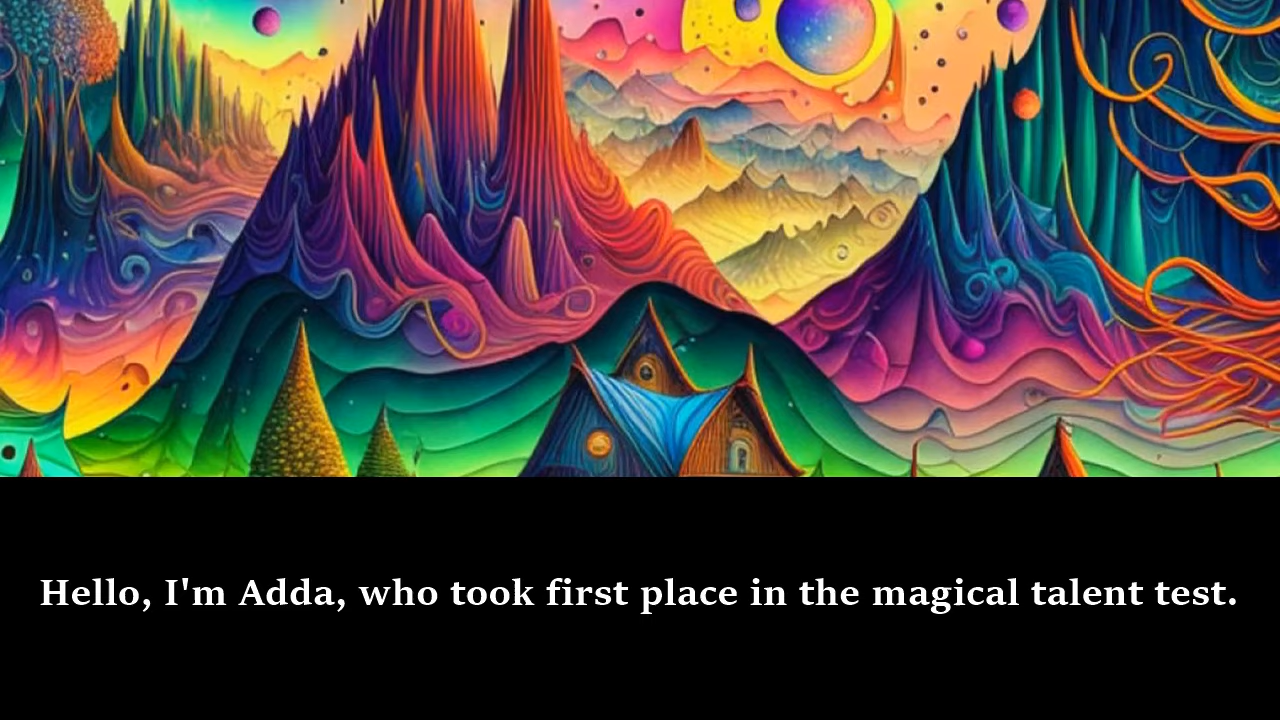 Hello, I'm Adda, who took first place in the magical talent test.